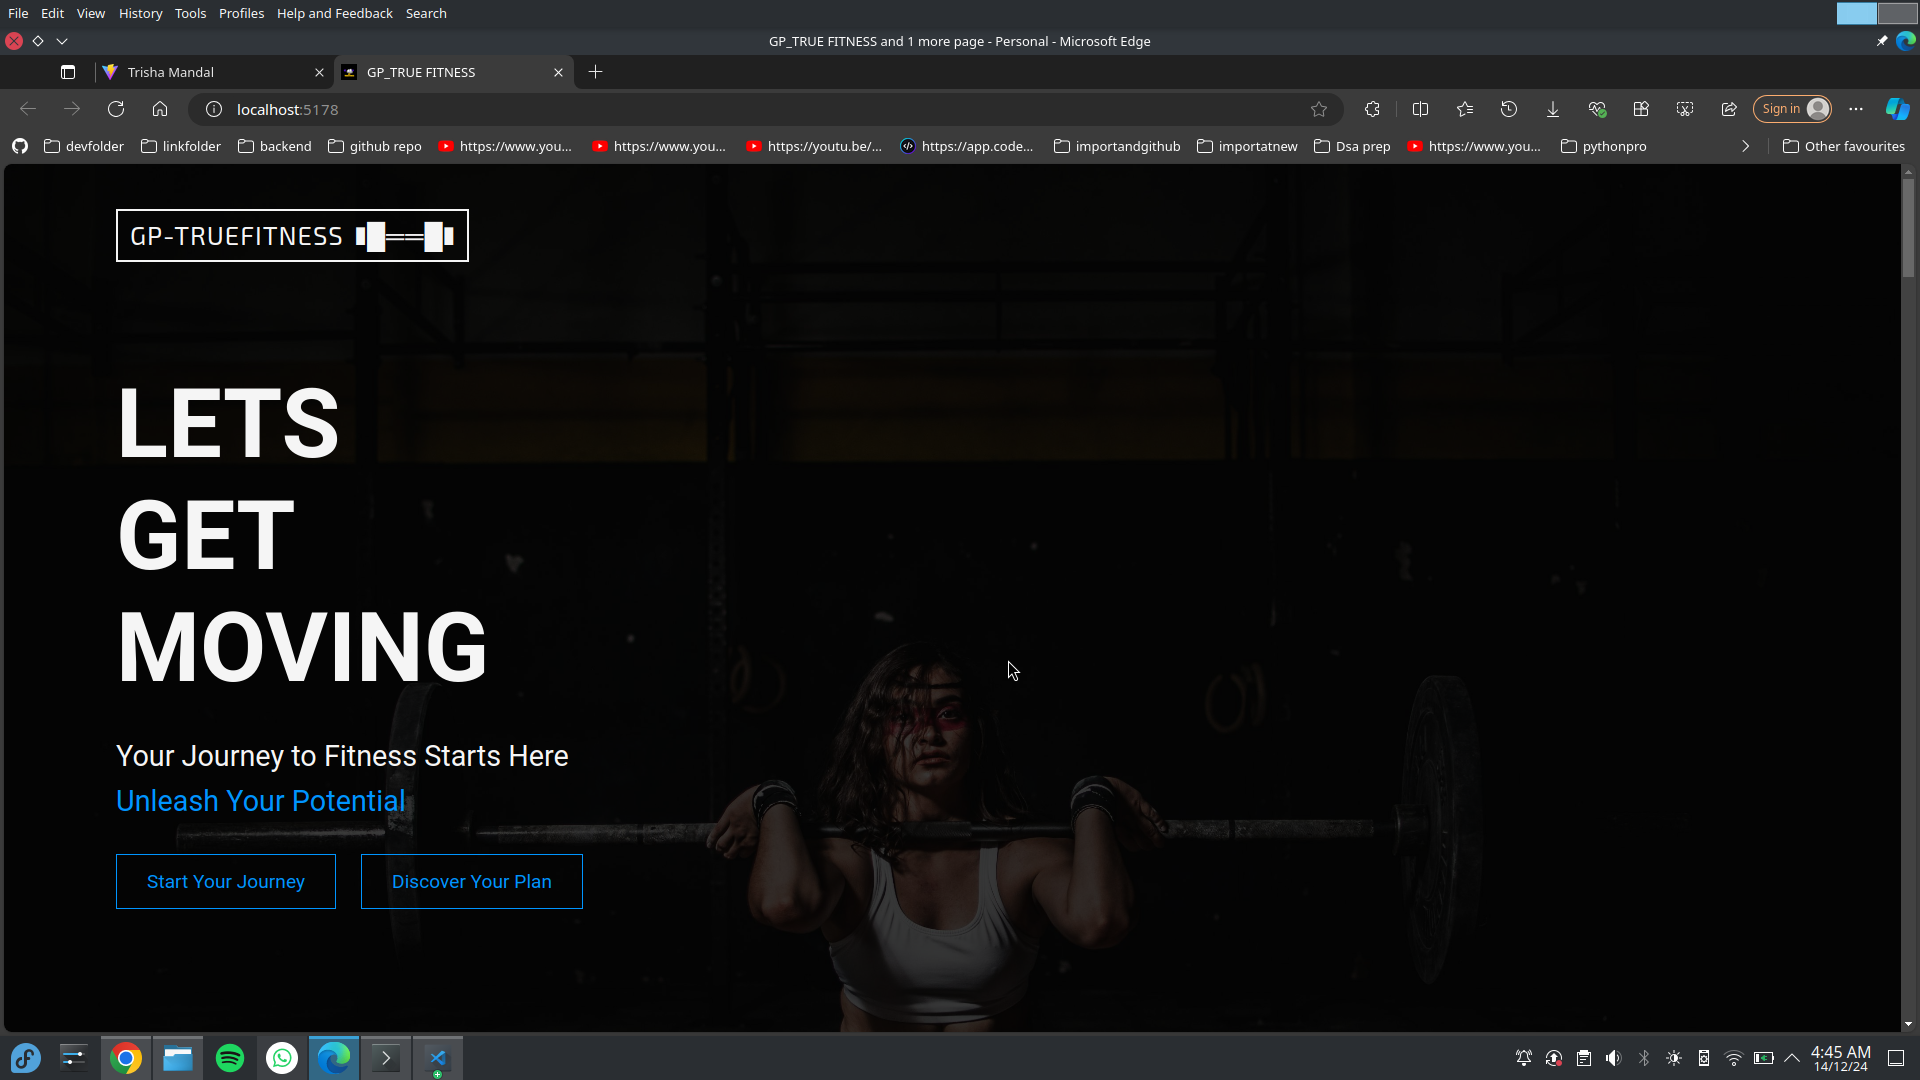 File Edit View History Tools Profiles Help and Feedback Search
GP_TRUE FITNESS and 1 more page - Personal - Microsoft Edge
Trisha Mandal
GP_TRUE FITNESS
localhost:5178
Sign in
devfolder linkfolder backend github repo https://www.you... https://www.you... https://youtu.be/... https://app.code... importandgithub importatnew Dsa prep https://www.you... pythonpro Other favourites
GP-TRUEFITNESS
LETS
GET
MOVING
Your Journey to Fitness Starts Here
Unleash Your Potential
Start Your Journey Discover Your Plan
4:45 AM
14/12/24